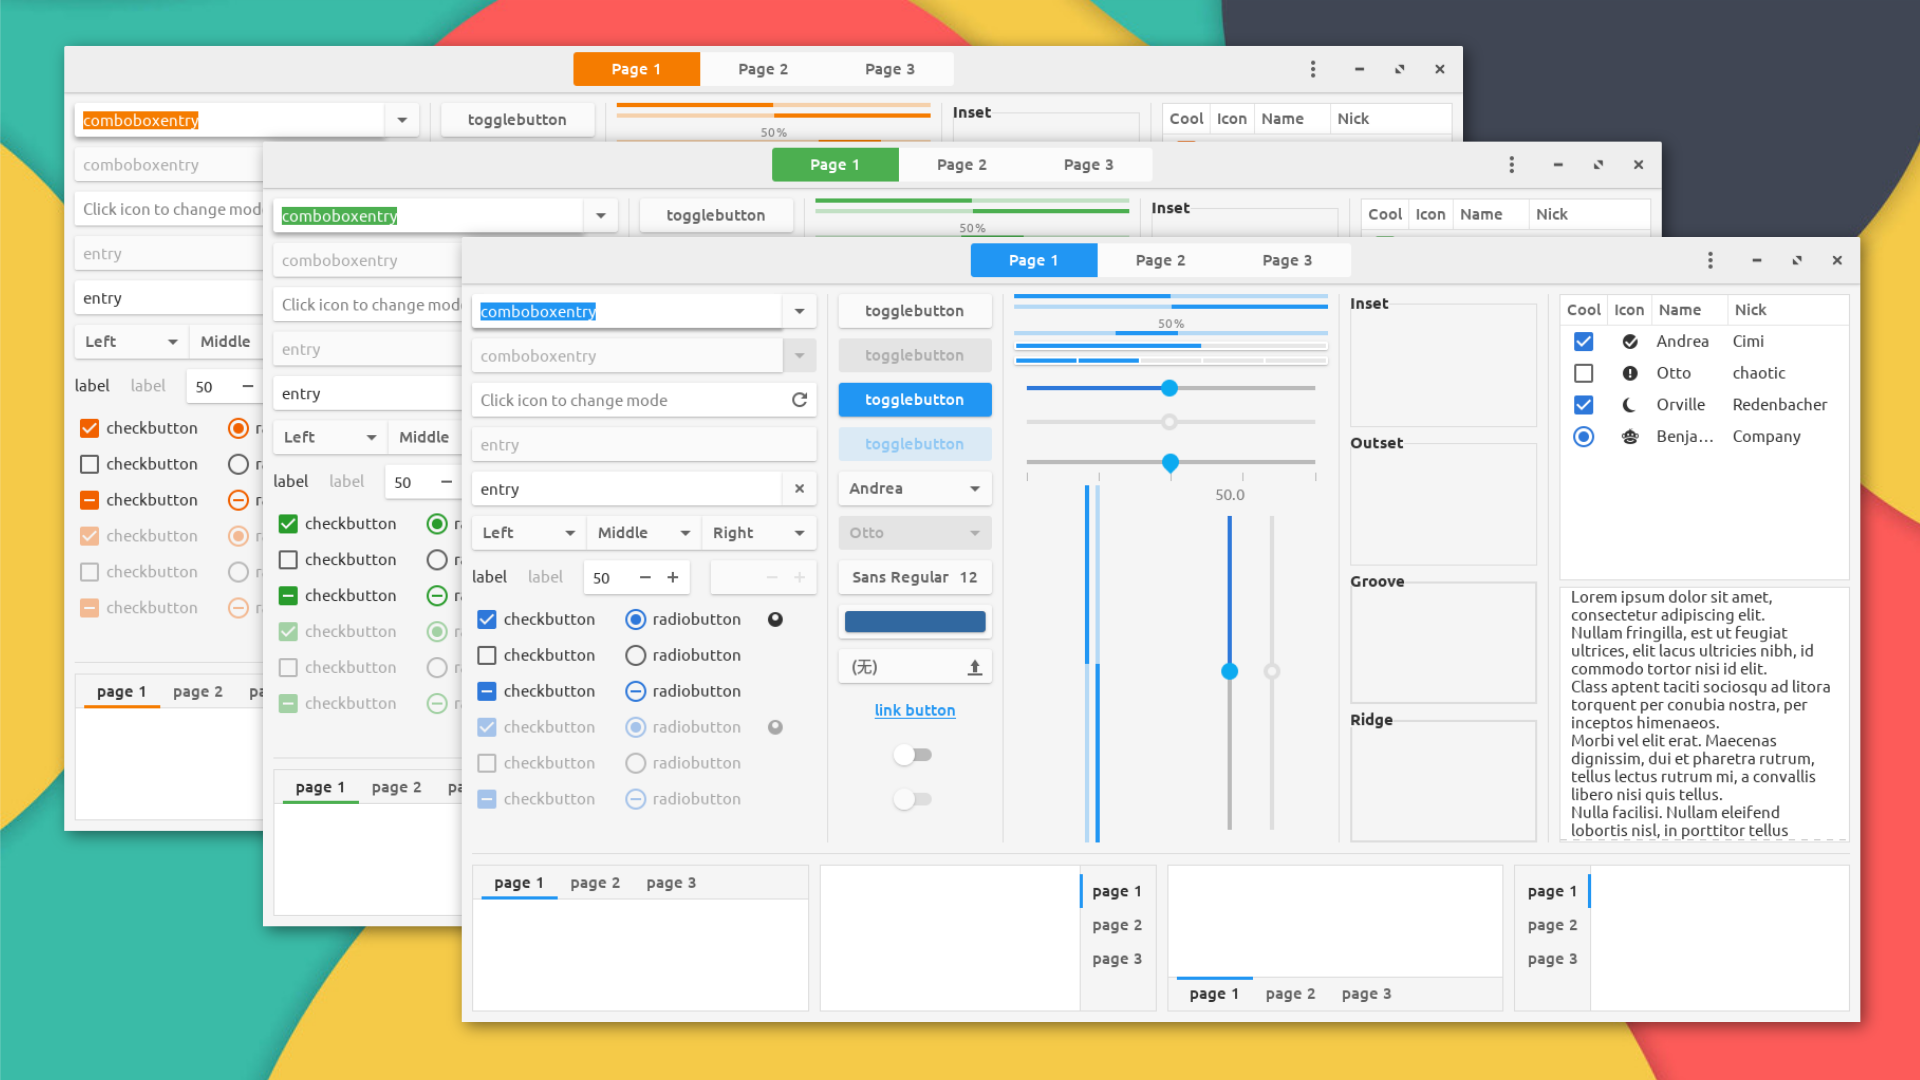 Page 1 Page 2 Page 3
comboboxentry
togglebutton
50%
Inset
Cool Icon Name Nick
comboboxentry
Click icon to change mod
entry
entry
Left Middle
label label 50
checkbutton
checkbutton
checkbutton
checkbutton
checkbutton
checkbutton
page 1 page 2 pa
Page 1 Page 2 Page 3
comboboxentry
togglebutton
50%
Inset
Cool Icon Name Nick
comboboxentry
Click icon to change mod
entry
entry
Left Middle
label label 50
checkbutton
checkbutton
checkbutton
checkbutton
checkbutton
checkbutton
page 1 page 2 pa
Page 1 Page 2 Page 3
comboboxentry
comboboxentry
Click icon to change mode
entry
entry
Left Middle Right
label label 50
checkbutton radiobutton
checkbutton radiobutton
checkbutton radiobutton
checkbutton radiobutton
checkbutton radiobutton
checkbutton radiobutton
togglebutton
togglebutton
togglebutton
togglebutton
Andrea
Otto
Sans Regular 12
(无)
link button
50%
50.0
Inset
Outset
Groove
Ridge
Cool Icon Name Nick
Andrea Cimi
Otto chaotic
Orville Redenbacher
Benja... Company
Lorem ipsum dolor sit amet,
consectetur adipiscing elit.
Nullam fringilla, est ut feugiat
ultrices, elit lacus ultricies nibh, id
commodo tortor nisi id elit.
Class aptent taciti sociosqu ad litora
torquent per conubia nostra, per
inceptos himenaeos.
Morbi vel elit erat. Maecenas
dignissim, dui et pharetra rutrum,
tellus lectus rutrum mi, a convallis
libero nisi quis tellus.
Nulla facilisi. Nullam eleifend
lobortis nisl, in porttitor tellus
page 1 page 2 page 3
page 1
page 2
page 3
page 1 page 2 page 3
page 1
page 2
page 3